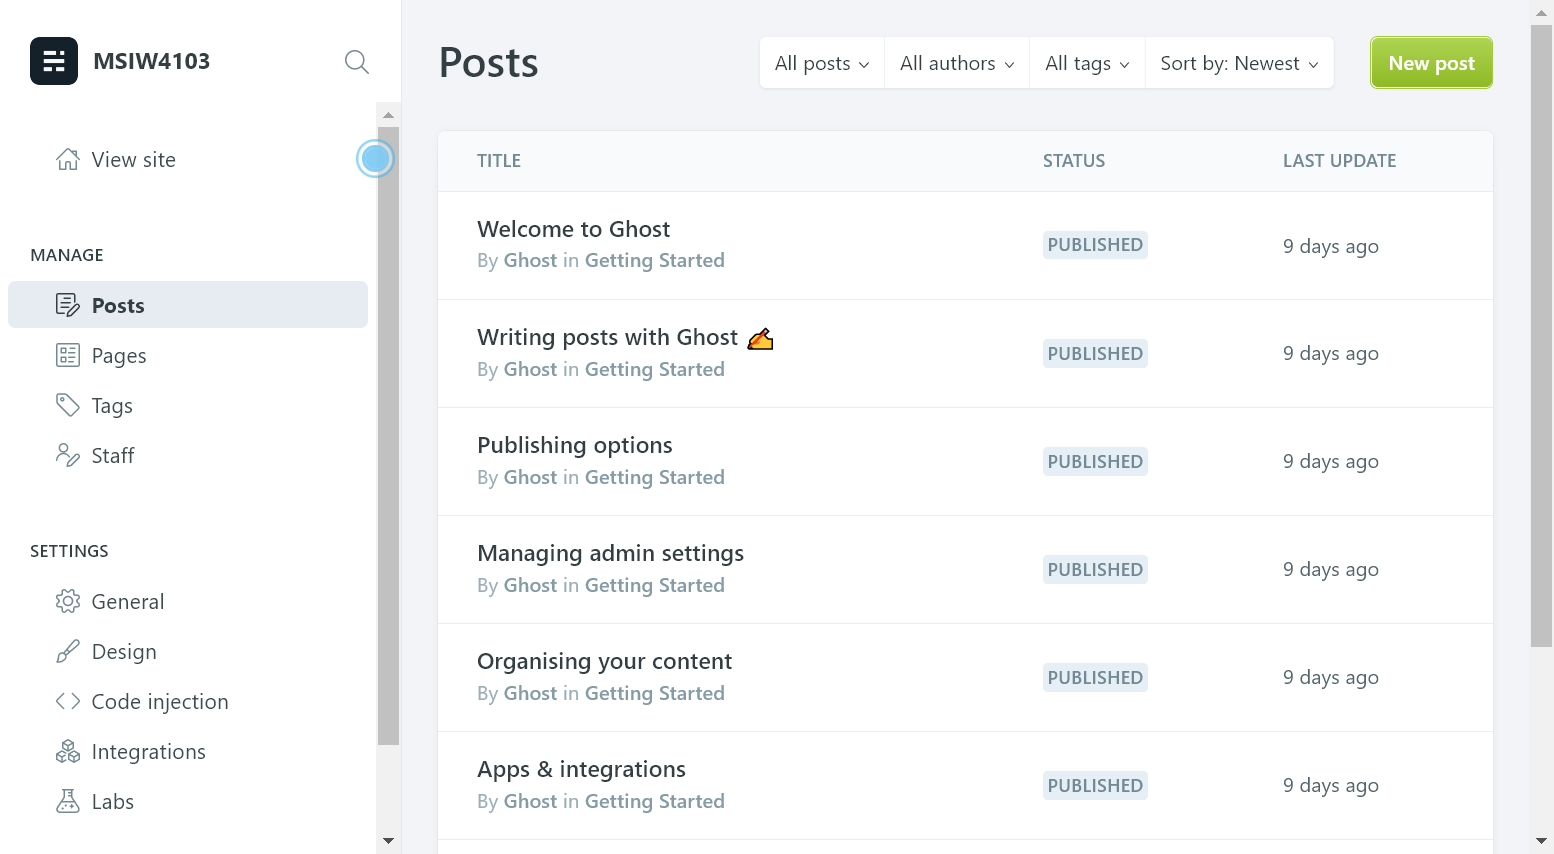 MSIW4103
View site
MANAGE
Posts
Pages
Tags
Staff
SETTINGS
General
Design
Code injection
Integrations
Labs
Posts
All posts
All authors
All tags
Sort by: Newest
New post
TITLE STATUS LAST UPDATE
Welcome to Ghost
By Ghost in Getting Started
PUBLISHED
9 days ago
Writing posts with Ghost ✍
By Ghost in Getting Started
PUBLISHED
9 days ago
Publishing options
By Ghost in Getting Started
PUBLISHED
9 days ago
Managing admin settings
By Ghost in Getting Started
PUBLISHED
9 days ago
Organising your content
By Ghost in Getting Started
PUBLISHED
9 days ago
Apps & integrations
By Ghost in Getting Started
PUBLISHED
9 days ago